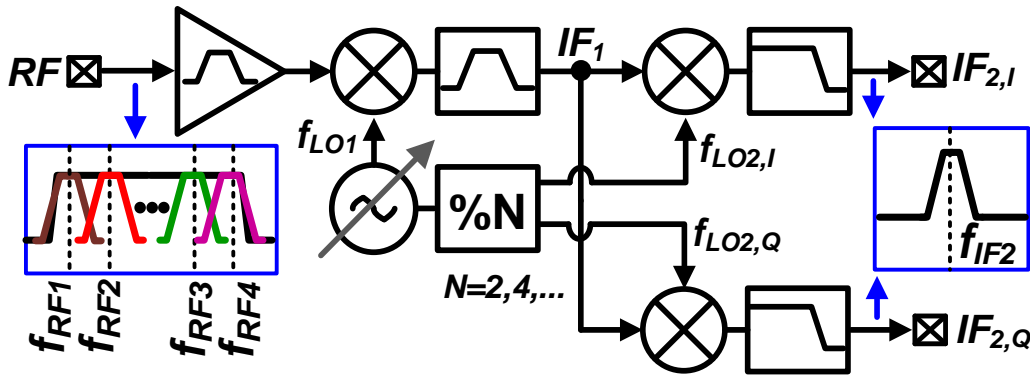 RF
IF1
IF2,I
fLO1
fLO2,I
%N
fLO2,Q
fIF2
N=2,4,...
fRF1
fRF2
fRF3
fRF4
IF2,Q